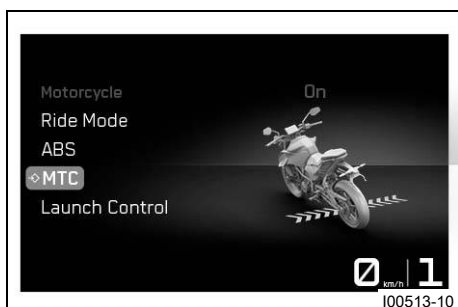 Motorcycle On
Ride Mode
ABS
MTC
Launch Control
0 km/h 1
I00513-10